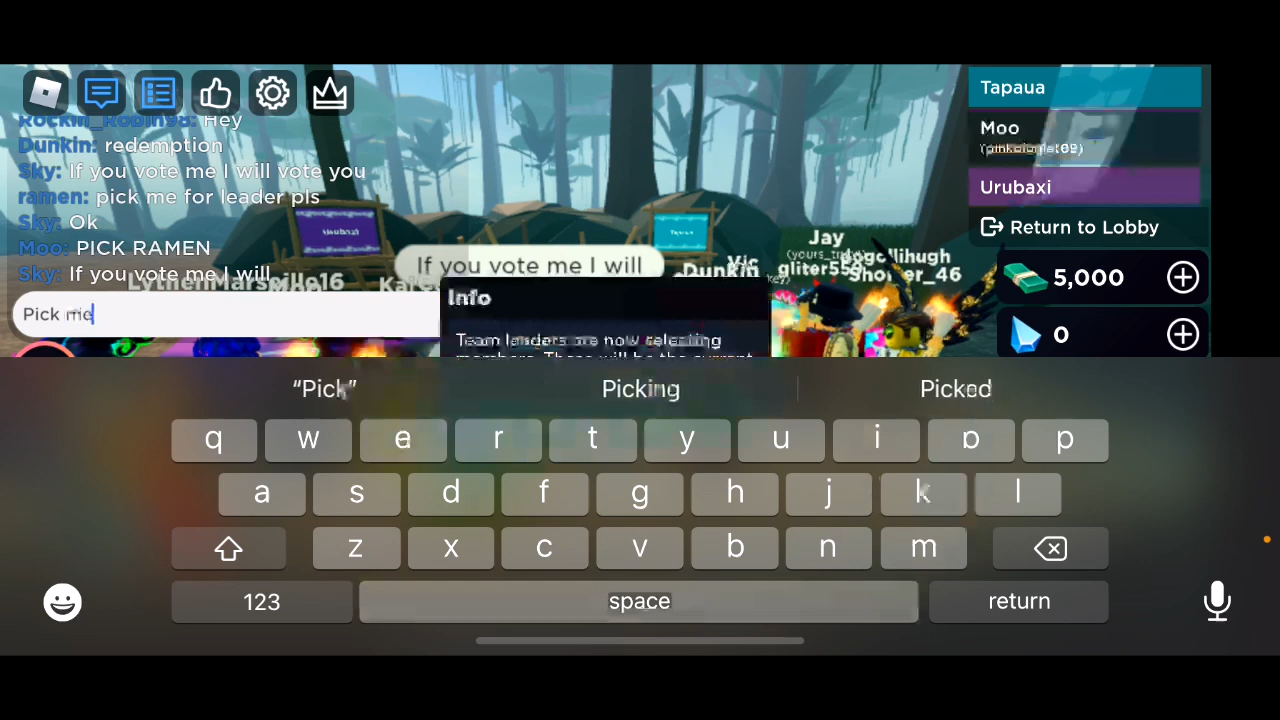 Rockin_Robin98: Hey
Dunkin: redemption
Sky: If you vote me I will vote you
ramen: pick me for leader pls
Sky: Ok
Moo: PICK RAMEN
Sky: If you vote me I will
Pick me
If you vote me I will
Info
Team leaders are now selecting
Jay
Vic
Dunkin
Tapaua
Moo
Urubaxi
Return to Lobby
5,000
0
“Pick”
Picking
Picked
q w e r t y u i o p
a s d f g h j k l
z x c v b n m
123
space
return